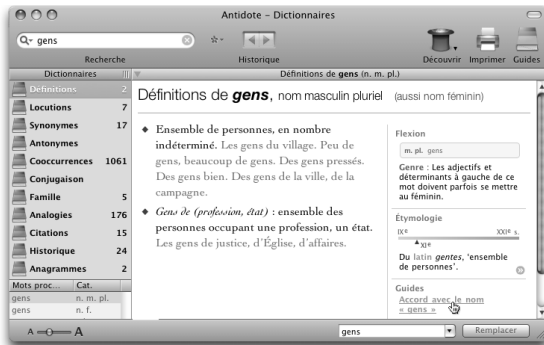 Antidote – Dictionnaires
gens
Recherche
Historique
Découvrir Imprimer Guides
Dictionnaires
Définitions de gens (n. m. pl.)
Définitions 2
Locutions 7
Synonymes 17
Antonymes
Cooccurrences 1061
Conjugaison
Famille 5
Analogies 176
Citations 15
Historique 24
Anagrammes 2
Mots proc... Cat.
gens n. m. pl.
gens n. f.
Définitions de gens, nom masculin pluriel (aussi nom féminin)
Ensemble de personnes, en nombre
indéterminé. Les gens du village. Peu de
gens, beaucoup de gens. Des gens pressés.
Des gens bien. Des gens de la ville, de la
campagne.
Gens de (profession, état) : ensemble des
personnes occupant une profession, un état.
Les gens de justice, d'Église, d'affaires.
Flexion
m. pl. gens
Genre : Les adjectifs et
déterminants à gauche de ce
mot doivent parfois se mettre
au féminin.
Étymologie
IXe XXIe s.
XIe
Du latin gentes, ‘ensemble
de personnes’.
Guides
Accord avec le nom
« gens »
A A
gens
Remplacer